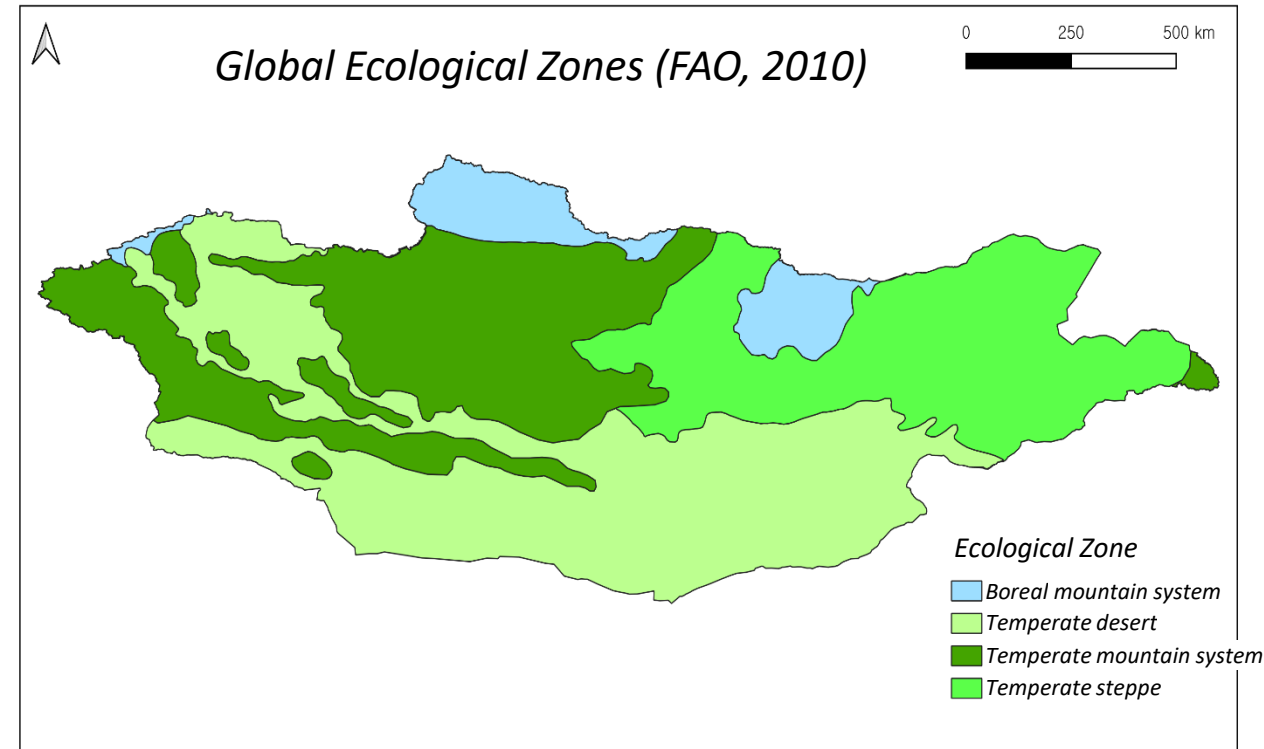 Global Ecological Zones (FAO, 2010)
0 250 500 km
Ecological Zone
Boreal mountain system
Temperate desert
Temperate mountain system
Temperate steppe